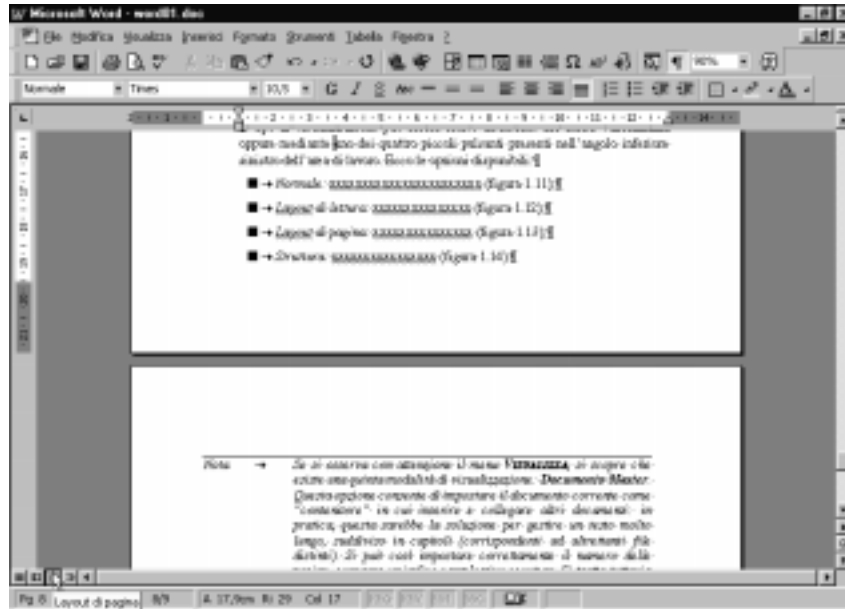 Microsoft Word - word01.doc
File Modifica Visualizza Inserisci Formato Strumenti Tabella Finestra ?
90%
Normale Times 10,5 G I S
oppure mediante uno dei quattro piccoli pulsanti presenti nell'angolo inferiore
sinistro dell'area di lavoro. Ecco le opzioni disponibili:¶
■ → Normale: xxxxxxxxxxxxxxxxxxxxxxx (figura 1.11)¶
■ → Layout di lettura: xxxxxxxxxxxxxxx (figura 1.12)¶
■ → Layout di pagina: xxxxxxxxxxxxxxx (figura 1.13)¶
■ → Struttura: xxxxxxxxxxxxxxxx (figura 1.14)¶
Nota → Se si osserva con attenzione il menu VISUALIZZA, si scopre che
esiste una quinta modalità di visualizzazione: Documento Master.
Questa opzione consente di impostare il documento corrente come
"contenitore" in cui inserire o collegare altri documenti: in
pratica, questa sarebbe la soluzione per gestire un testo molto
lungo, suddiviso in capitoli (corrispondenti ad altrettanti file
distinti). Si può così impostare correttamente il numero delle
Pg 8 Layout di pagina 8/9 A 17,9cm Ri 29 Col 17